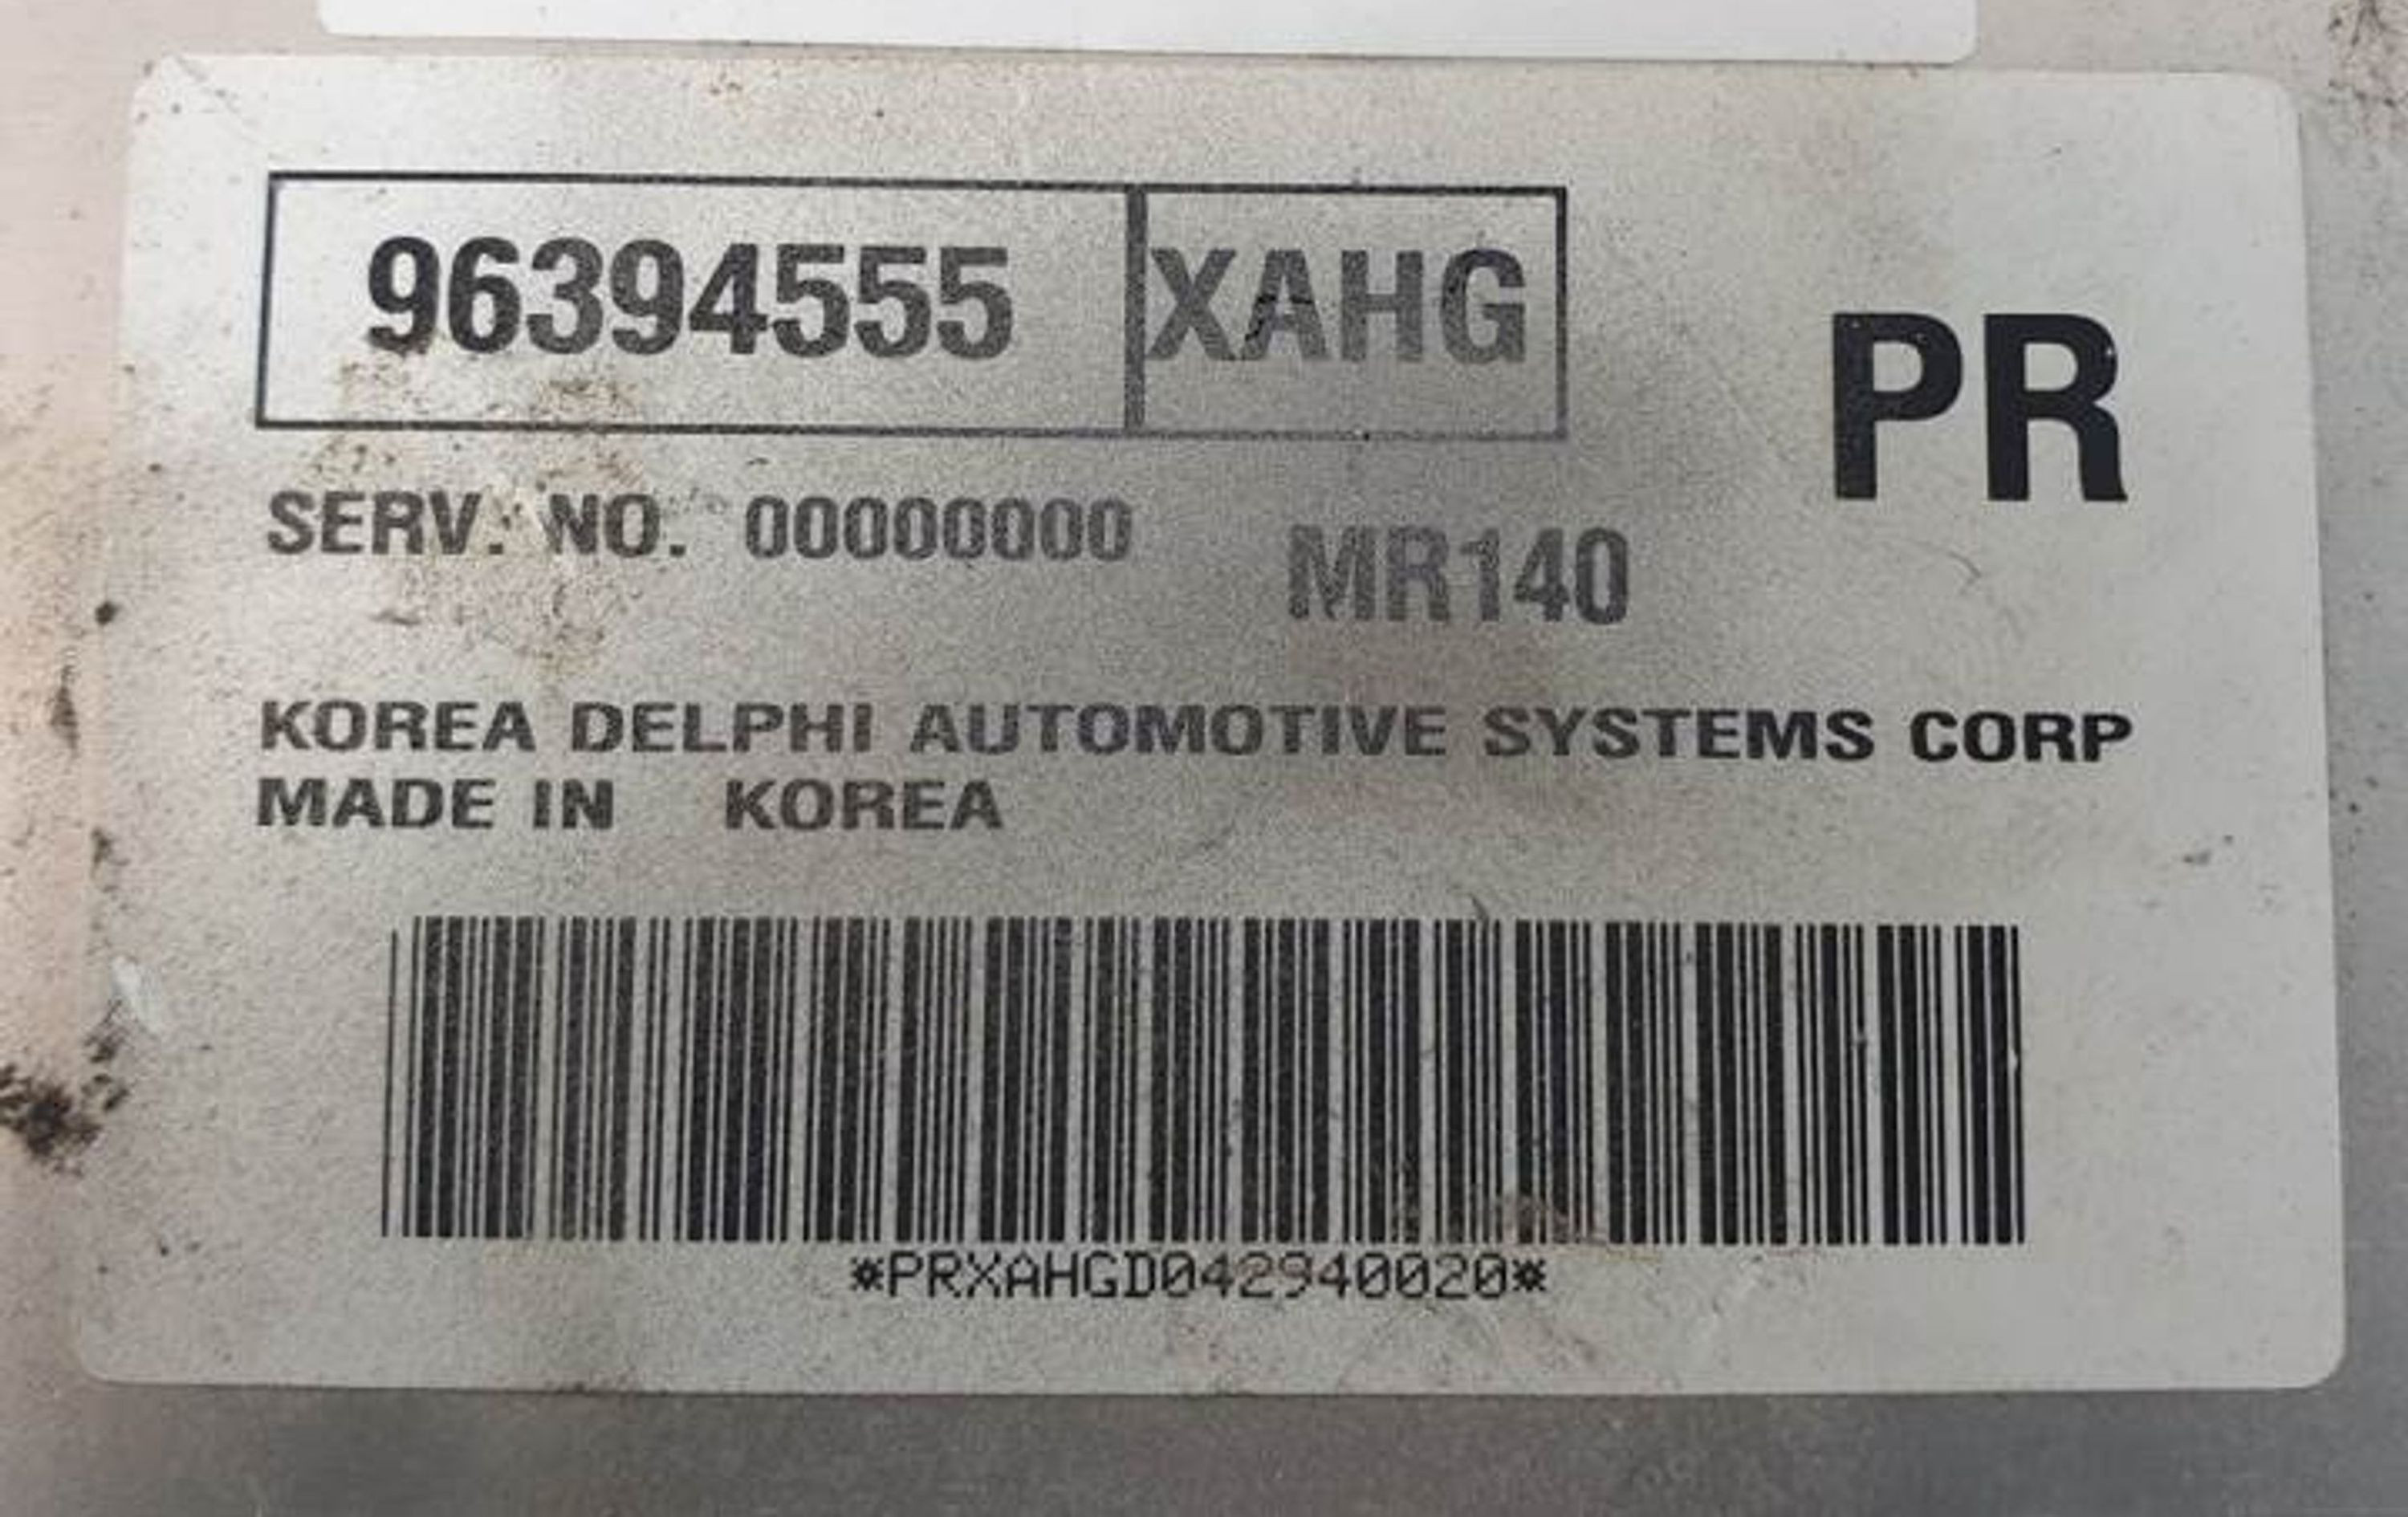 96394555 XAHG
PR
SERV. NO. 00000000 MR140
KOREA DELPHI AUTOMOTIVE SYSTEMS CORP
MADE IN KOREA
*PRXAHGD042940020*